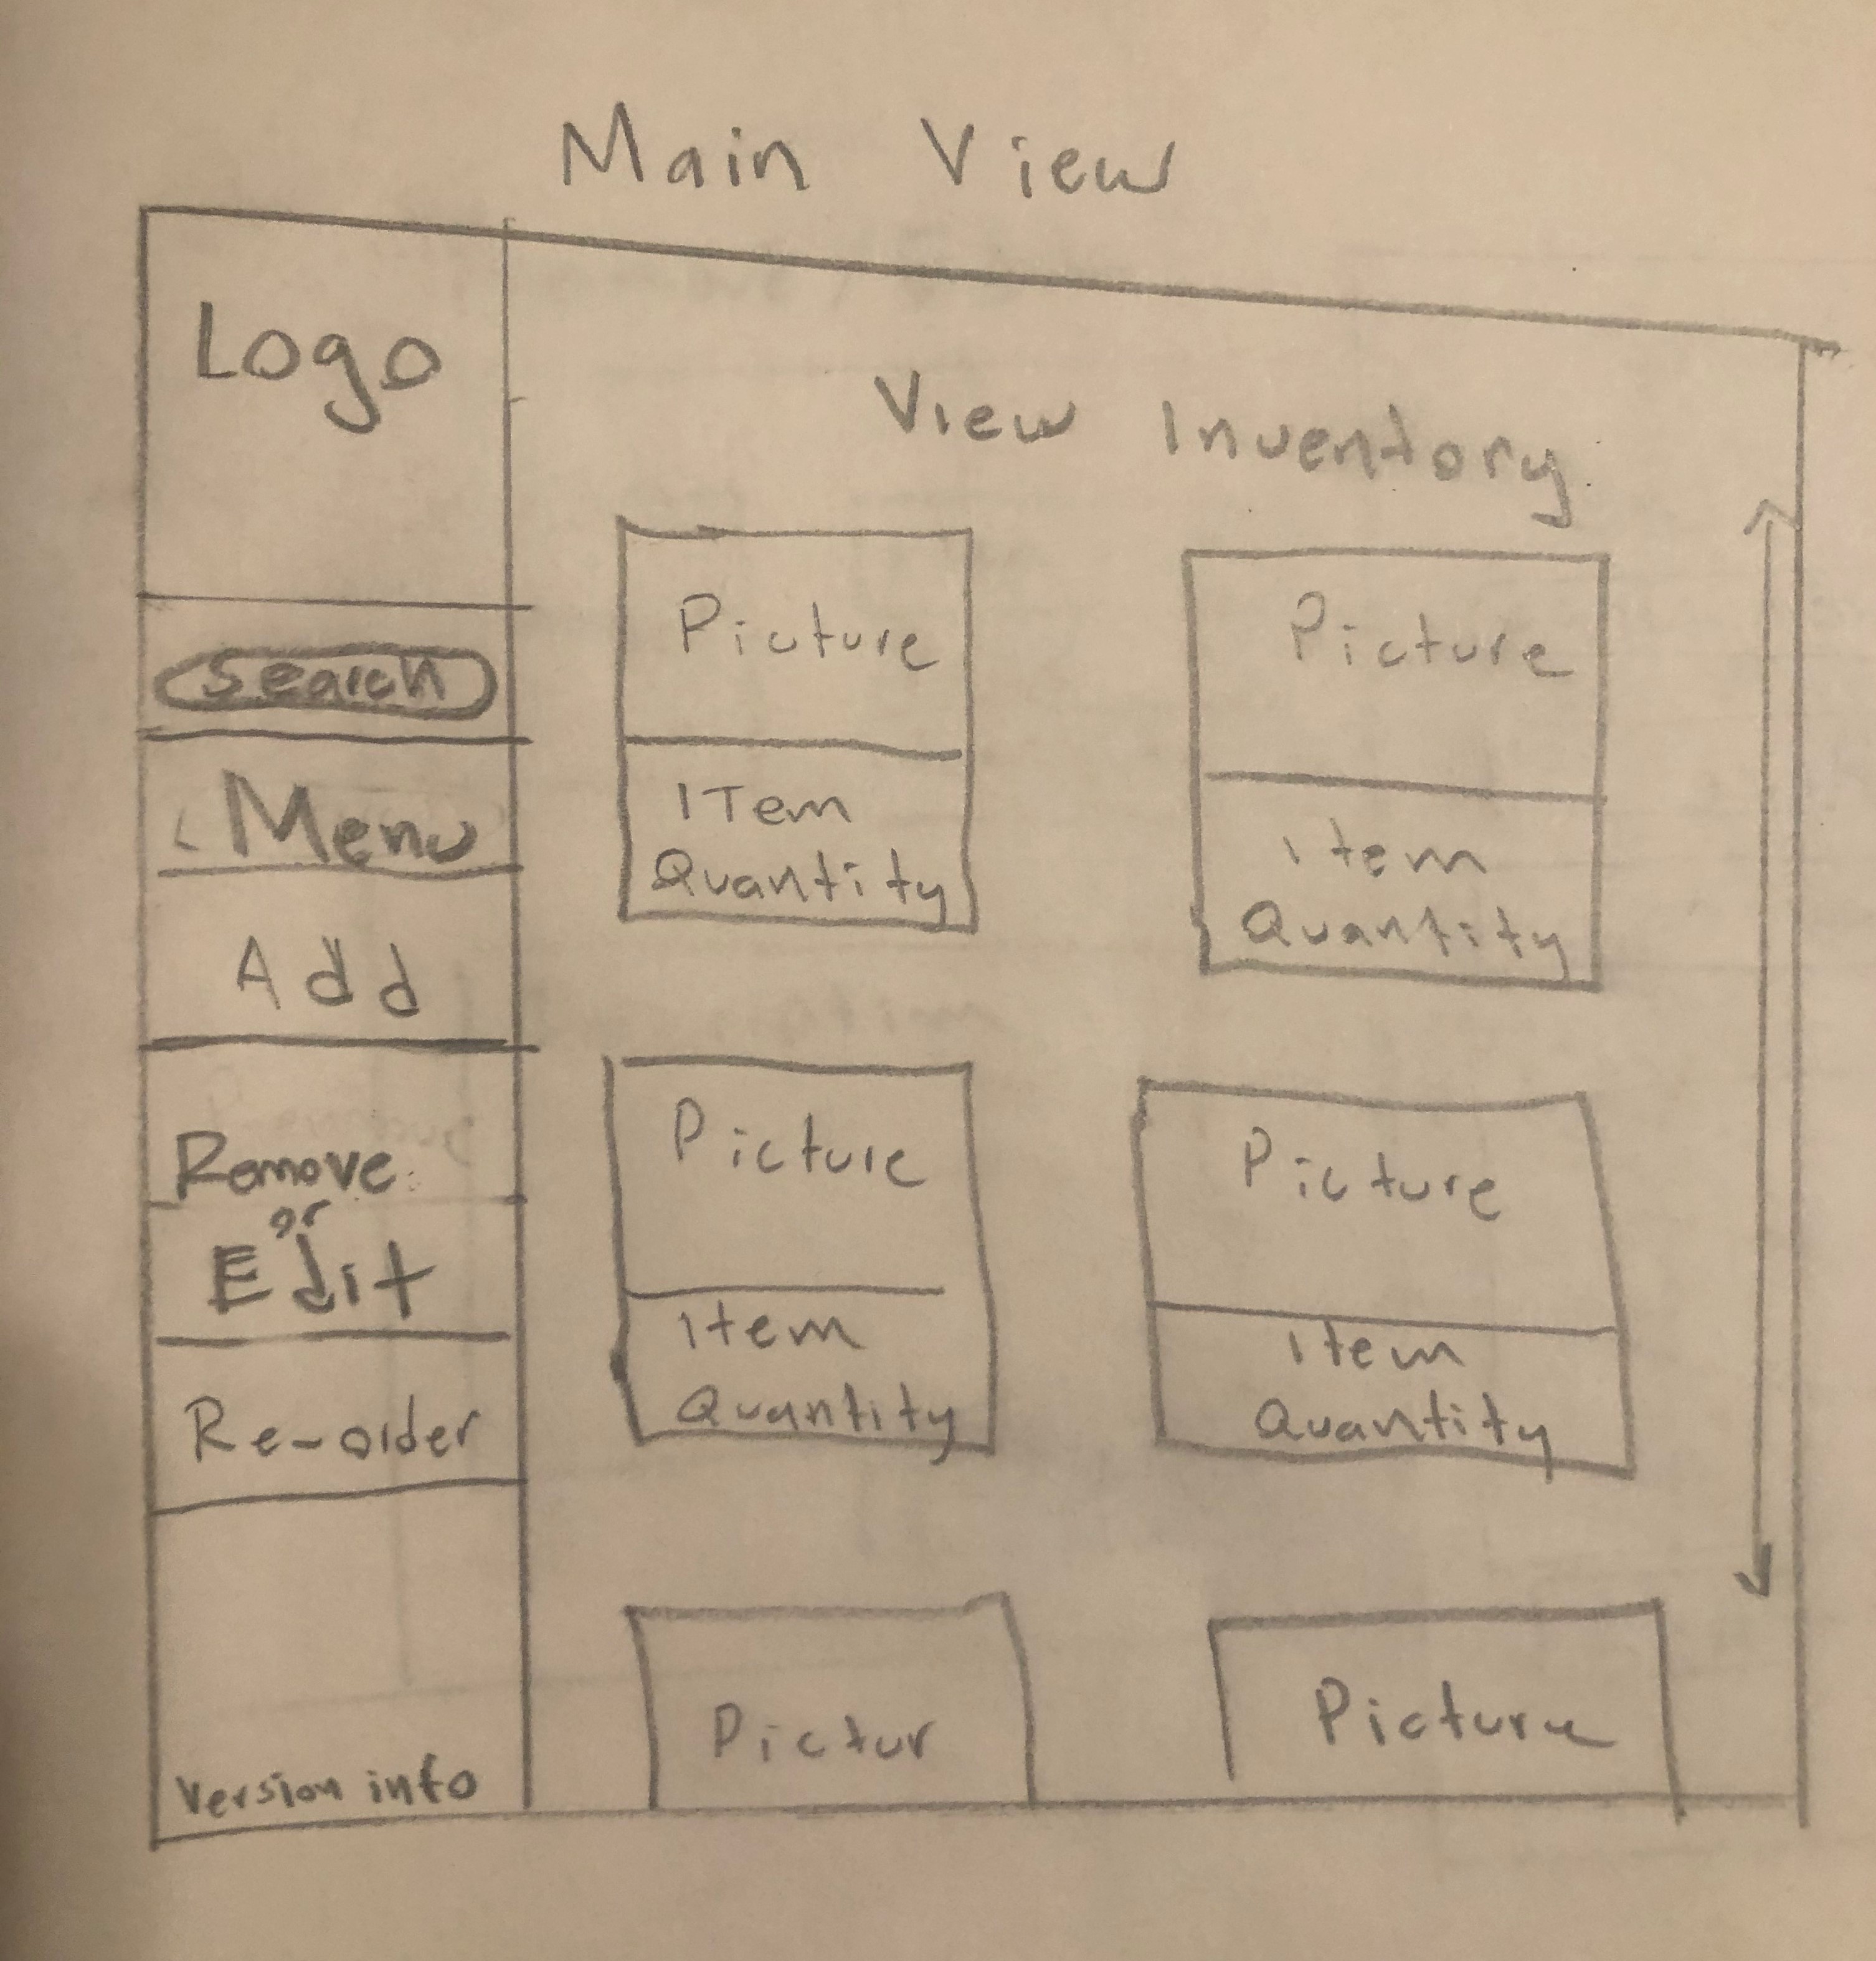 Main View
Logo
Search
Menu
Add
Remove
or
Edit
Re-order
Version info
View Inventory
Picture
ITem
Quantity
Picture
item
Quantity
Picture
item
Quantity
Picture
item
Quantity
Pictur
Picture